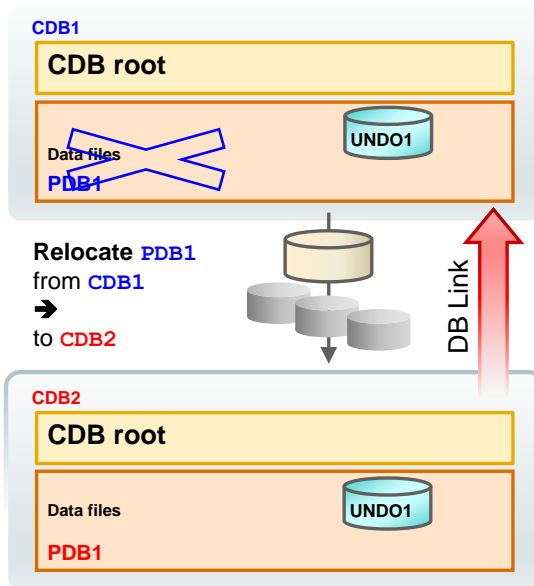 CDB1
CDB root
UNDO1
Data files
PDB1
Relocate PDB1
from CDB1
➔
to CDB2
DB Link
CDB2
CDB root
Data files
UNDO1
PDB1